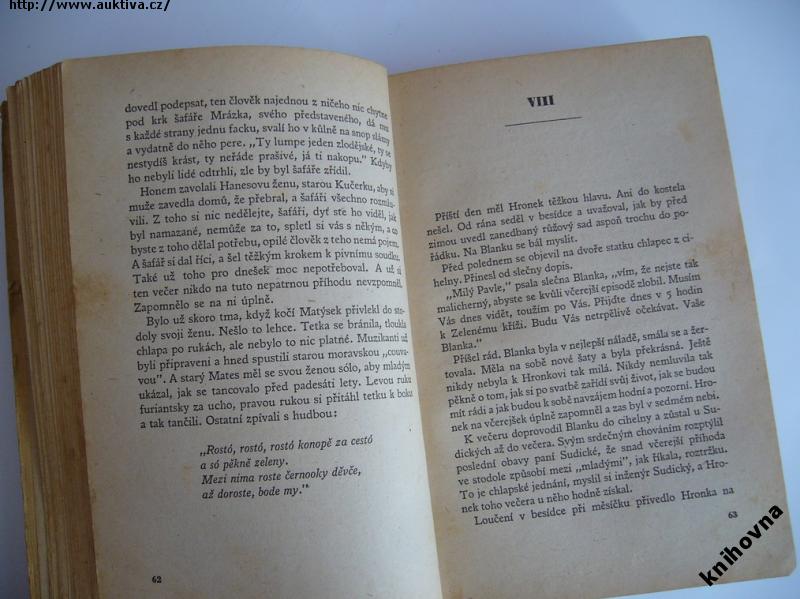 http://www.auktiva.cz/
dovedl podepsat, ten člověk najednou z ničeho nic chytne
pod krk šafáře Mrázka, svého představeného, dá mu
s každé strany jednu facku, svalí ho v kůlně na snop slámy
a vydatně do něho pere. „Ty lumpe jeden zlodějské, ty se
nestydíš krást, ty neřáde prašivé, já ti nakopu." Kdyby
ho nebyli lidé odtrhli, zle by byl šafáře zřídil.
Honem zavolali Hanesovu ženu, starou Kučerku, aby si
muže zavedla domů, že přebral, a šafáři všechno rozmlu-
vili. Z toho si nic nedělejte, šafáři, dyť ste ho viděl, jak
byl namazané, nemůže za to, spletl si vás s někým, a co
byste z toho dělal potřebu, opilé člověk z teho nemá pojem.
A šafář si dal říci, a šel těžkým krokem k pivnímu soudku.
Také už toho pro dnešek moc nepotřeboval. A už si
ten večer nikdo na tuto nepatrnou příhodu nevzpomněl.
Zapomnělo se na ni úplně.
Bylo už skoro tma, když kočí Matýsek přivlekl do sto-
doly svoji ženu. Nešlo to lehce. Tetka se bránila, tloukla
chlapa po rukách, ale nebylo to nic platné. Muzikanti už
byli připraveni a hned spustili starou moravskou „couva-
vou". A starý Mates měl se svou ženou sólo, aby mladým
ukázal, jak se tancovalo před padesáti lety. Levou ruku
furiantsky za ucho, pravou rukou si přitáhl tetku k boku
a tak tančili. Ostatní zpívali s hudbou:
„Rostó, rostó, rostó konopě za cestó
a só pěkně zeleny.
Mezi nima roste černooky děvče,
až doroste, bode my."
62
VIII
Příští den měl Hronek těžkou hlavu. Ani do kostela
nešel. Od rána seděl v besídce a uvažoval, jak by před
zimou uvedl zanedbaný růžový sad aspoň trochu do po-
řádku. Na Blanku se bál myslit.
Před polednem se objevil na dvoře statku chlapec z ci-
helny. Přinesl od slečny dopis.
„Milý Pavle," psala slečna Blanka, „vím, že nejste tak
malicherný, abyste se kvůli včerejší episodě zlobil. Musím
Vás dnes vidět, toužím po Vás. Přijďte dnes v 5 hodin
k Zelenému kříži. Budu Vás netrpělivě očekávat. Vaše
Blanka."
Přišel rád. Blanka byla v nejlepší náladě, smála se a žer-
tovala. Měla na sobě nové šaty a byla překrásná. Ještě
nikdy nebyla k Hronkovi tak milá. Nikdy nemluvila tak
pěkně o tom, jak si po svatbě zařídí svůj život, jak se budou
mít rádi a jak budou k sobě navzájem hodní a pozorní. Hro-
nek na včerejšek úplně zapomněl a zas byl v sedmém nebi.
K večeru doprovodil Blanku do cihelny a zůstal u Su-
dických až do večera. Svým srdečným chováním rozptýlil
poslední obavy paní Sudické, že snad včerejší příhoda
ve stodole způsobí mezi „mladými", jak říkala, roztržku.
To je chlapské jednání, myslil si inženýr Sudický, a Hro-
nek toho večera u něho hodně získal.
Loučení v besídce při měsíčku přivedlo Hronka na
63
knihovna